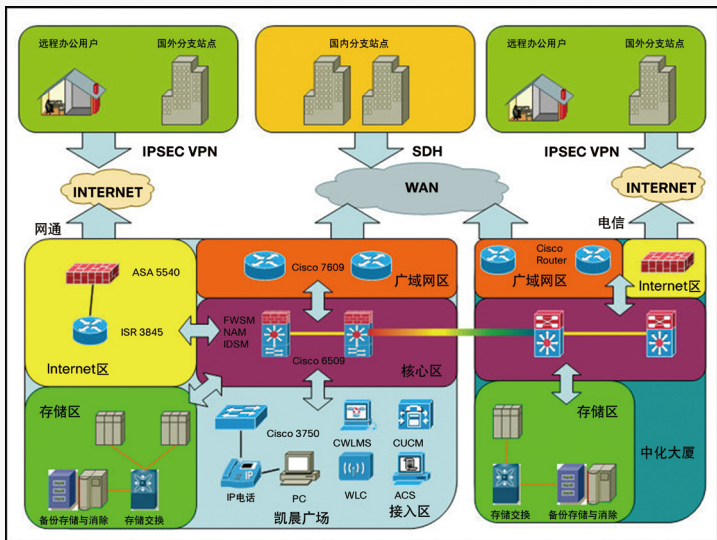 远程办公用户
国外分支站点
国内分支站点
远程办公用户
国外分支站点
IPSEC VPN
SDH
IPSEC VPN
INTERNET
WAN
INTERNET
网通
电信
ASA 5540
ISR 3845
Internet区
Cisco 7609
广域网区
Cisco
Router
广域网区
Internet区
FWSM
NAM
IDSM
Cisco 6509
核心区
存储区
备份存储与消除
存储交换
Cisco 3750
CWLMS
CUCM
IP
IP电话
PC
WLC
ACS
凯晨广场
接入区
存储区
中化大厦
存储交换
备份存储与消除